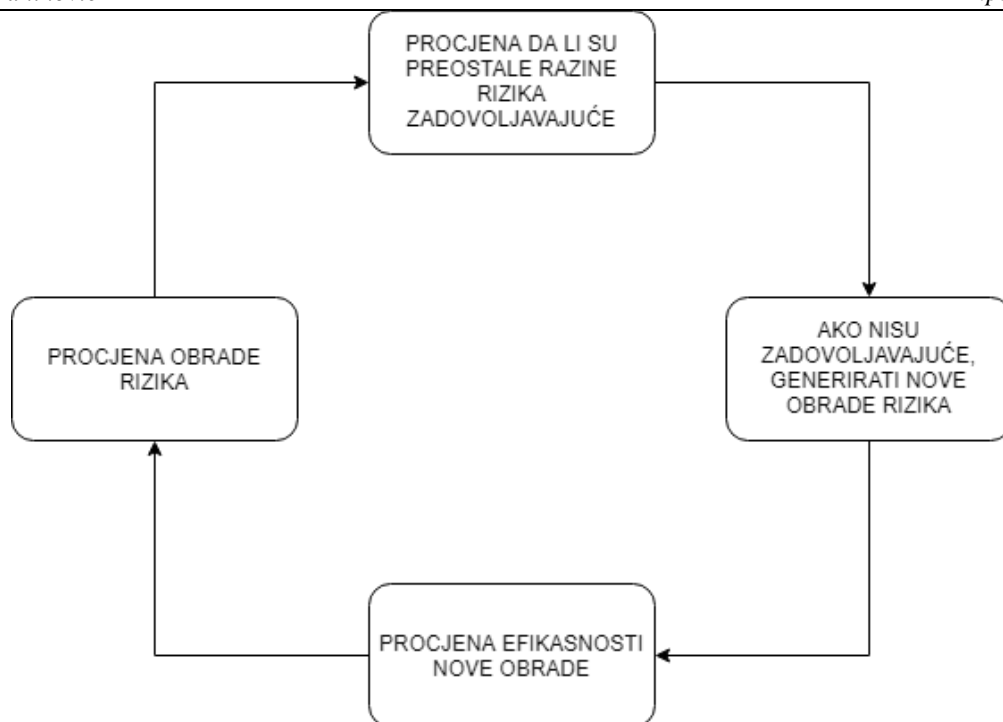 PROCJENA DA LI SU
PREOSTALE RAZINE
RIZIKA
ZADOVOLJAVAJUĆE
PROCJENA OBRADE
RIZIKA
AKO NISU
ZADOVOLJAVAJUĆE,
GENERIRATI NOVE
OBRADE RIZIKA
PROCJENA EFIKASNOSTI
NOVE OBRADE